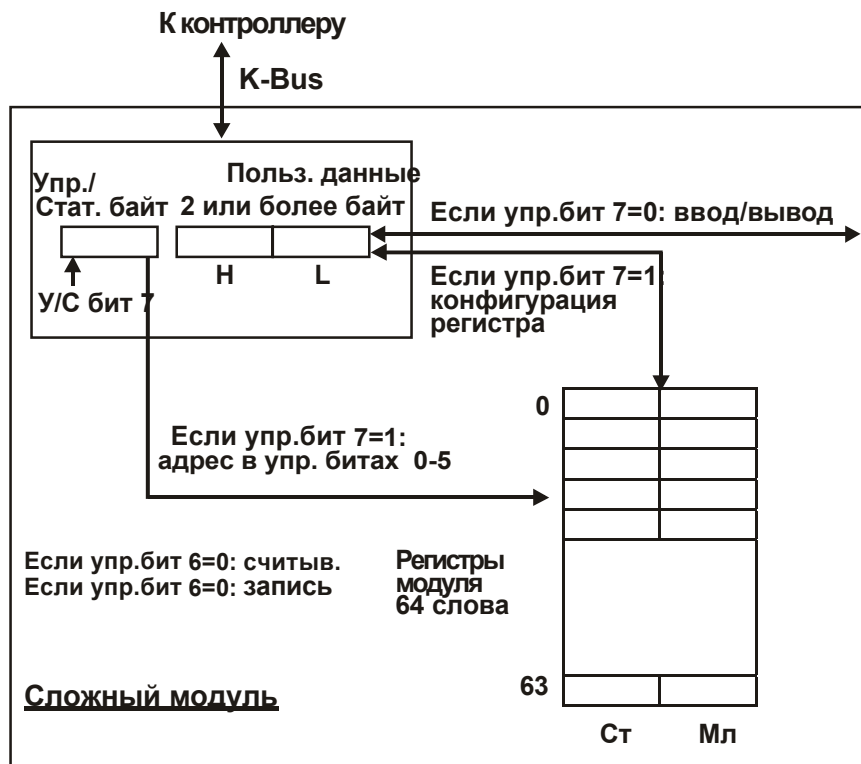 К контроллеру
K-Bus
Польз. данные
Упр./
Стат. байт 2 или более байт
Если упр.бит 7=0: ввод/вывод
H L
У/С бит 7
Если упр.бит 7=1:
конфигурация
регистра
0
Если упр.бит 7=1:
адрес в упр. битах 0-5
Если упр.бит 6=0: считыв.
Если упр.бит 6=0: запись
Регистры
модуля
64 слова
63
Сложный модуль
Ст Мл